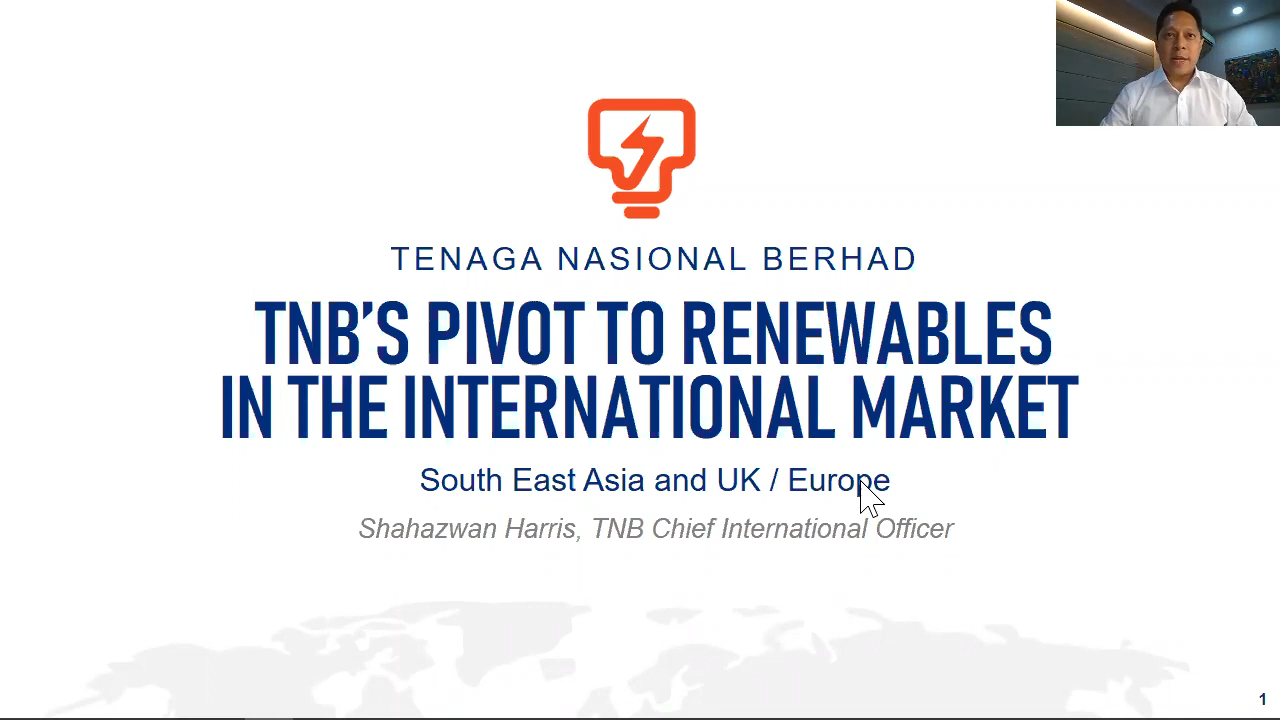 TENAGA NASIONAL BERHAD
TNB'S PIVOT TO RENEWABLES
IN THE INTERNATIONAL MARKET
South East Asia and UK / Europe
Shahazwan Harris, TNB Chief International Officer
1